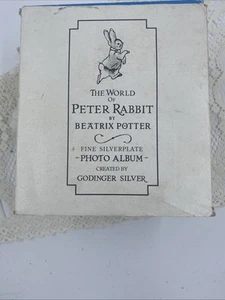 THE WORLD
OF
PETER RABBIT
BY
BEATRIX POTTER
FINE SILVERPLATE
-PHOTO ALBUM-
CREATED BY
GODINGER SILVER